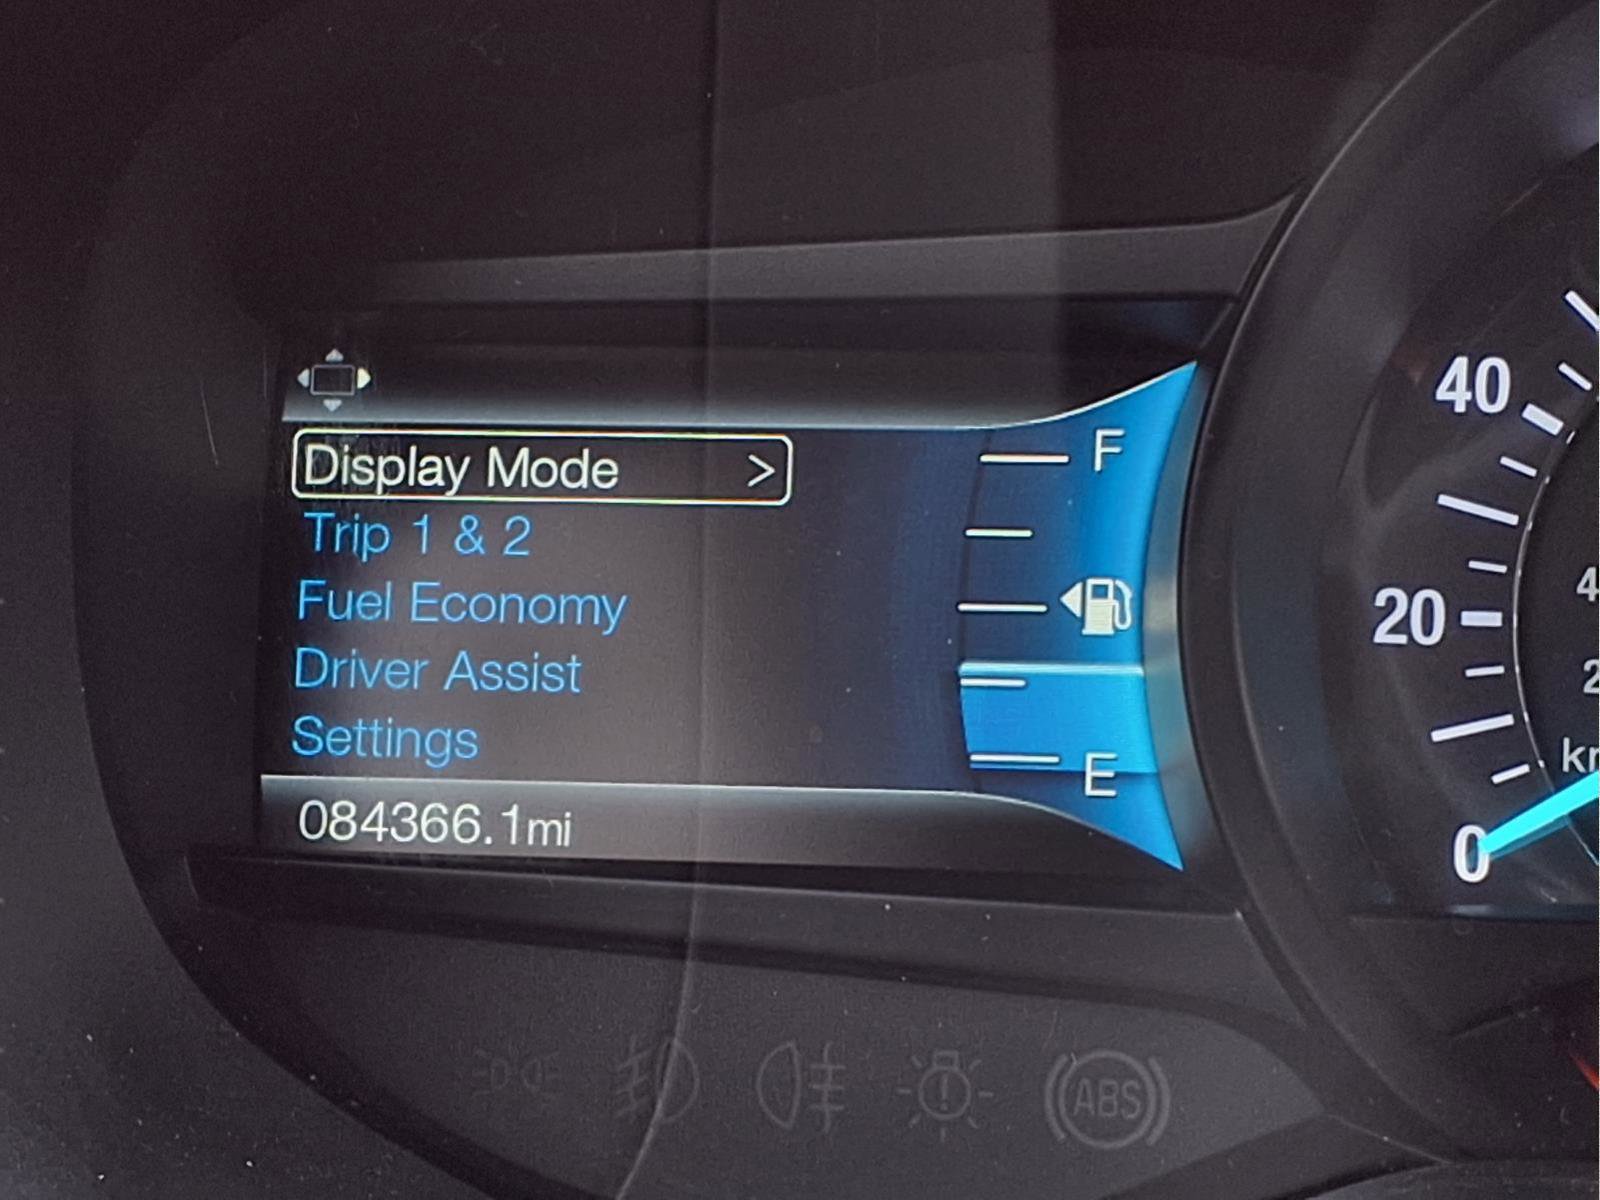 Display Mode >
Trip 1 & 2
Fuel Economy
Driver Assist
Settings
084366.1mi
F
E
40
20
0
ABS